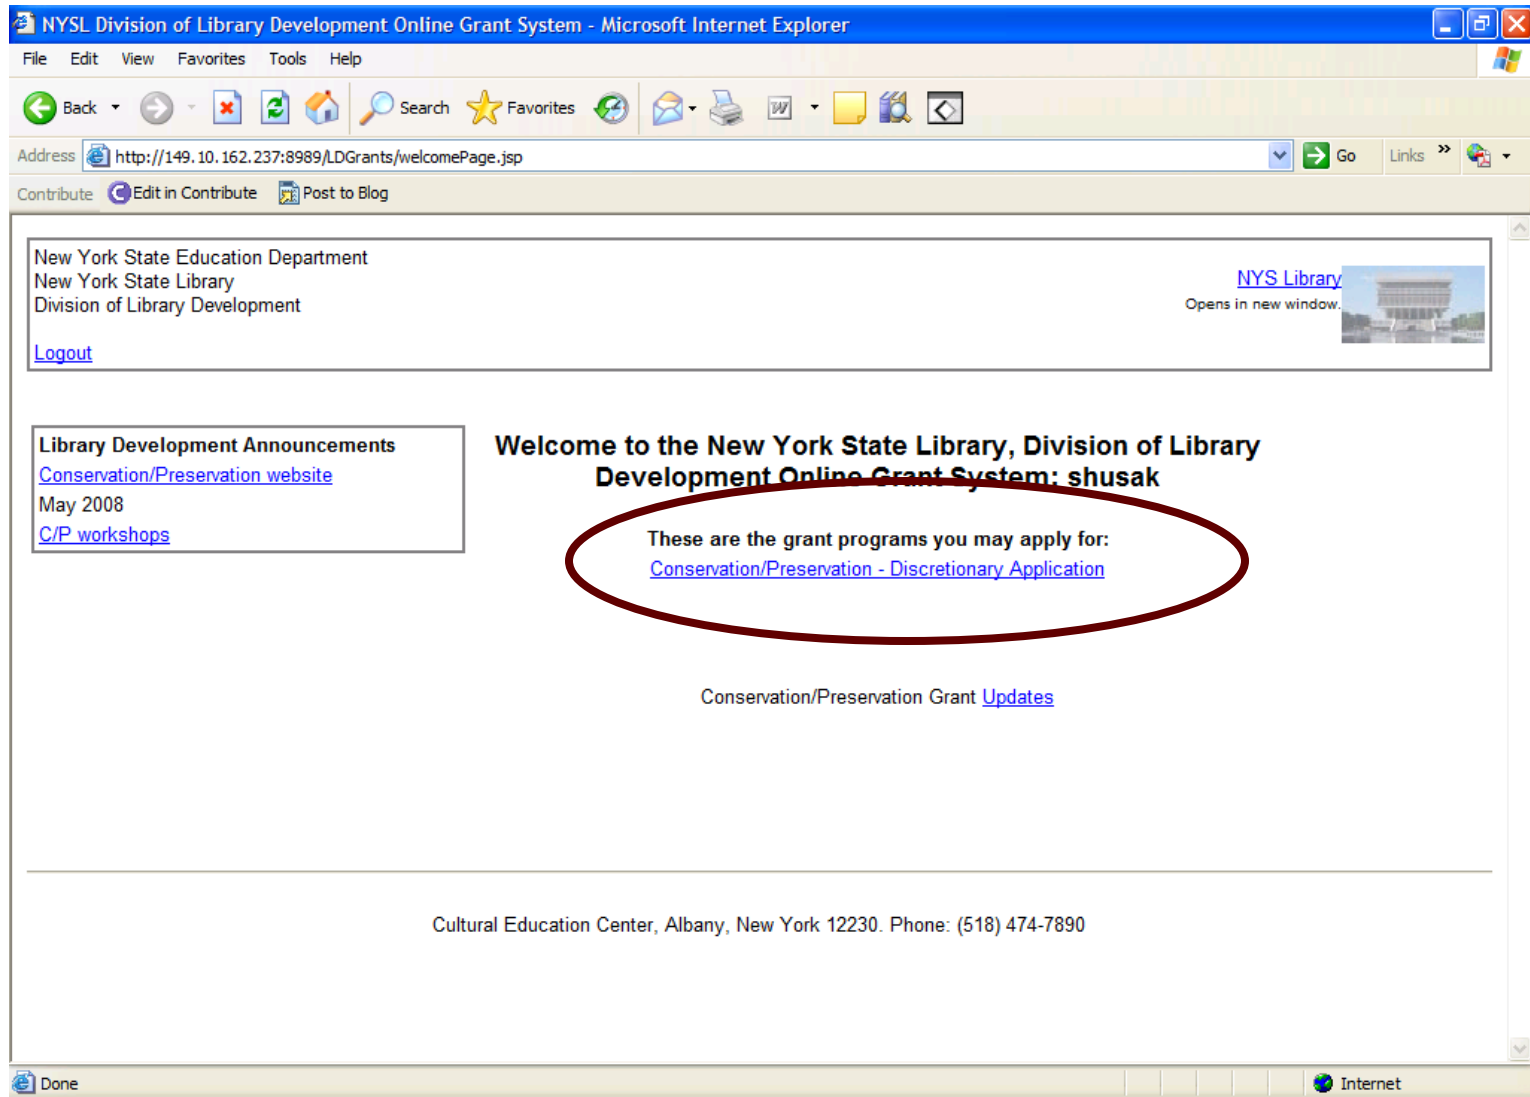 NYSL Division of Library Development Online Grant System - Microsoft Internet Explorer
File Edit View Favorites Tools Help
Back Search Favorites W
Address http://149.10.162.237:8989/LDGrants/welcomePage.jsp Go Links »
Contribute Edit in Contribute Post to Blog
New York State Education Department
New York State Library
Division of Library Development
Logout
NYS Library
Opens in new window.
Library Development Announcements
Conservation/Preservation website
May 2008
C/P workshops
Welcome to the New York State Library, Division of Library
Development Online Grant System: shusak
These are the grant programs you may apply for:
Conservation/Preservation - Discretionary Application
Conservation/Preservation Grant Updates
Cultural Education Center, Albany, New York 12230. Phone: (518) 474-7890
Done Internet